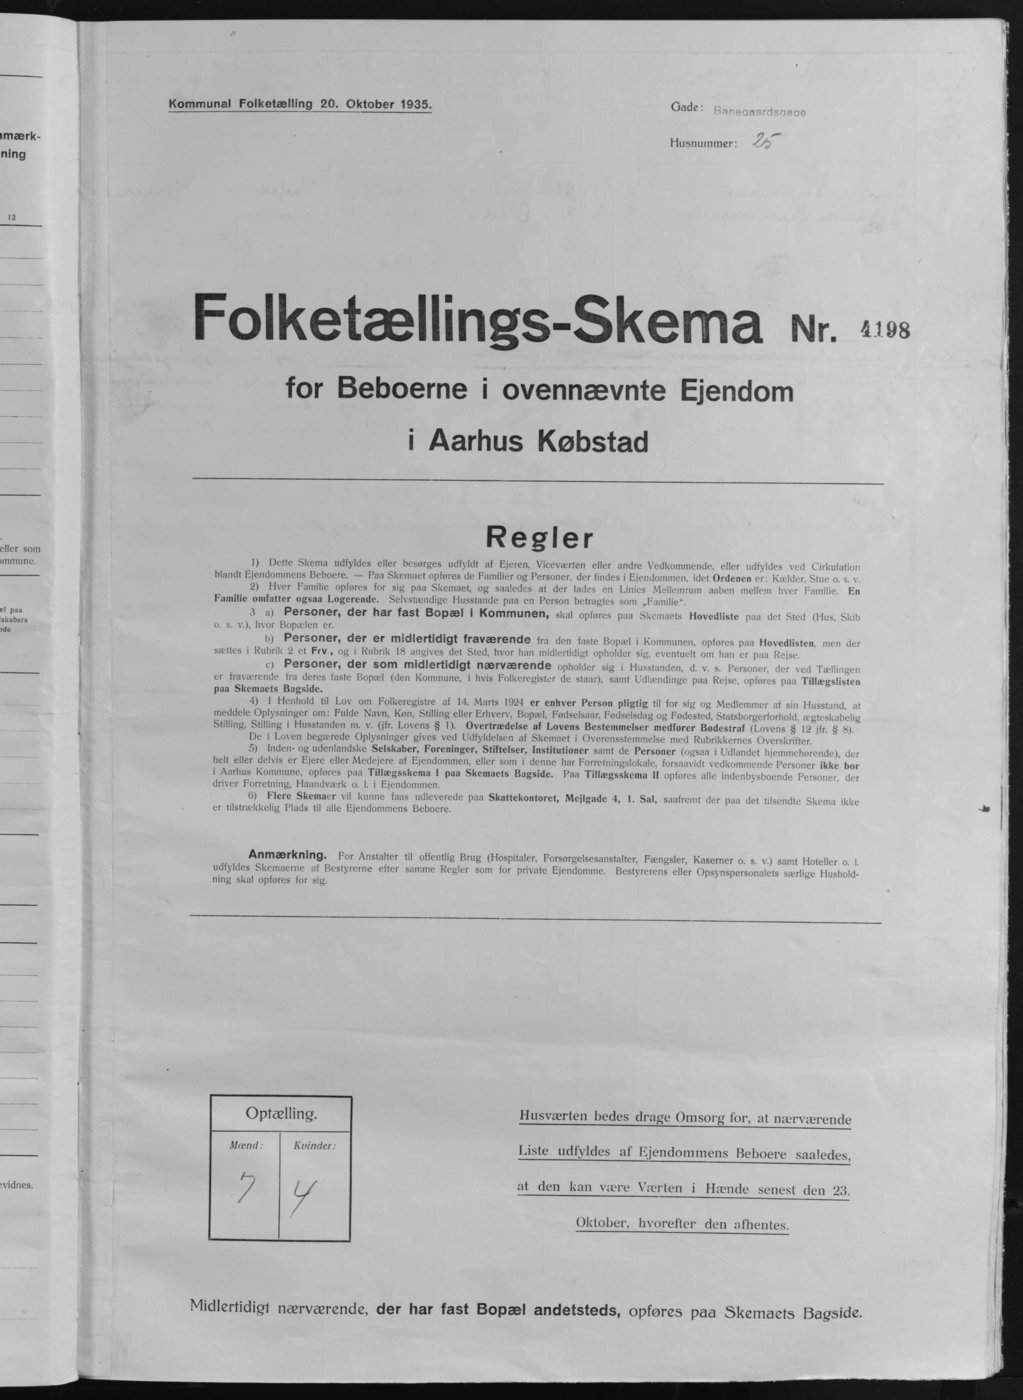 Kommunal Folketælling 20. Oktober 1935.
Gade: Banegaardsgade
Husnummer: 25
Folketællings-Skema Nr. 4198
for Beboerne i ovennævnte Ejendom
i Aarhus Købstad
Regler
1) Dette Skema udfyldes eller besørges udfyldt af Ejeren, Viceværten eller andre Vedkommende, eller udfyldes ved Cirkulation
blandt Ejendommens Beboere. — Paa Skemaet opføres de Familier og Personer, der findes i Ejendommen, idet Ordenen er: Kælder, Stue o. s. v.
2) Hver Familie opføres for sig paa Skemaet, og saaledes at der lades en Linies Mellemrum aaben mellem hver Familie. En
Familie omfatter ogsaa Logerende. Selvstændige Husstande paa en Person betragtes som „Familie“.
3 a) Personer, der har fast Bopæl i Kommunen, skal opføres paa Skemaets Hovedliste paa det Sted (Hus, Skib
o. s. v.), hvor Bopælen er.
b) Personer, der er midlertidigt fraværende fra den faste Bopæl i Kommunen, opføres paa Hovedlisten, men der
sættes i Rubrik 2 et Frv., og i Rubrik 18 angives det Sted, hvor han midlertidigt opholder sig, eventuelt om han er paa Rejse.
c) Personer, der som midlertidigt nærværende opholder sig i Husstanden, d. v. s. Personer, der ved Tællingen
er fraværende fra deres faste Bopæl (den Kommune, i hvis Folkeregister de staar), samt Udlændinge paa Rejse, opføres paa Tillægslisten
paa Skemaets Bagside.
4) I Henhold til Lov om Folkeregistre af 14. Marts 1924 er enhver Person pligtig til for sig og Medlemmer af sin Husstand, at
meddele Oplysninger om: Fulde Navn, Køn, Stilling eller Erhverv, Bopæl, Fødselsaar, Fødselsdag og Fødested, Statsborgerforhold, ægteskabelig
Stilling, Stilling i Husstanden m. v. (jfr. Lovens § 1). Overtrædelse af Lovens Bestemmelser medfører Bødestraf (Lovens § 12 jfr. § 8).
De i Loven begærede Oplysninger gives ved Udfyldelsen af Skemaet i Overensstemmelse med Rubrikkernes Overskrifter.
5) Inden- og udenlandske Selskaber, Foreninger, Stiftelser, Institutioner samt de Personer (ogsaa i Udlandet hjemmehørende), der
helt eller delvis er Ejere eller Medejere af Ejendommen, eller som i denne har Forretningslokale, forsaavidt vedkommende Personer ikke bor
i Aarhus Kommune, opføres paa Tillægsskema I paa Skemaets Bagside. Paa Tillægsskema II opføres alle indenbysboende Personer, der
driver Forretning, Haandværk o. l. i Ejendommen.
6) Flere Skemaer vil kunne faas udleverede paa Skattekontoret, Mejlgade 4, 1. Sal, saafremt der paa det tilsendte Skema ikke
er tilstrækkelig Plads til alle Ejendommens Beboere.
Anmærkning. For Anstalter til offentlig Brug (Hospitaler, Forsørgelsesanstalter, Fængsler, Kaserner o. s. v.) samt Hoteller o. l.
udfyldes Skemaerne af Bestyrerne efter samme Regler som for private Ejendomme. Bestyrerens eller Opsynspersonalets særlige Hushold-
ning skal opføres for sig.
Optælling.
Mænd: Kvinder:
7 4
Husværten bedes drage Omsorg for, at nærværende
Liste udfyldes af Ejendommens Beboere saaledes,
at den kan være Værten i Hænde senest den 23.
Oktober, hvorefter den afhentes.
Midlertidigt nærværende, der har fast Bopæl andetsteds, opføres paa Skemaets Bagside.
mærk-
ning
12
eller som
mmune.
el paa
lskabers
nde
evidnes.